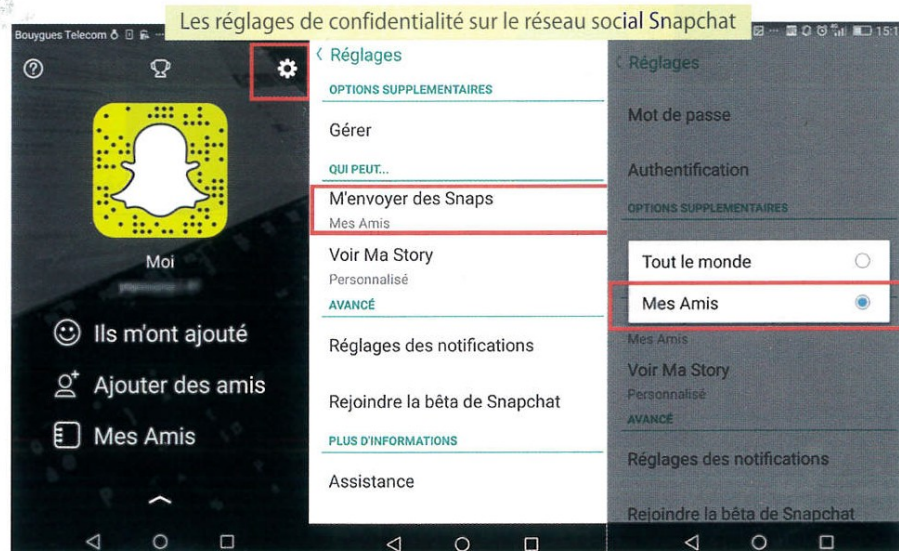 Les réglages de confidentialité sur le réseau social Snapchat
Bouygues Telecom
Moi
Ils m'ont ajouté
Ajouter des amis
Mes Amis
Réglages
OPTIONS SUPPLEMENTAIRES
Gérer
QUI PEUT...
M'envoyer des Snaps
Mes Amis
Voir Ma Story
Personnalisé
AVANCÉ
Réglages des notifications
Rejoindre la bêta de Snapchat
PLUS D'INFORMATIONS
Assistance
15:1
Réglages
Mot de passe
Authentification
OPTIONS SUPPLEMENTAIRES
Tout le monde
Mes Amis
Mes Amis
Voir Ma Story
Personnalisé
AVANCÉ
Réglages des notifications
Rejoindre la bêta de Snapchat